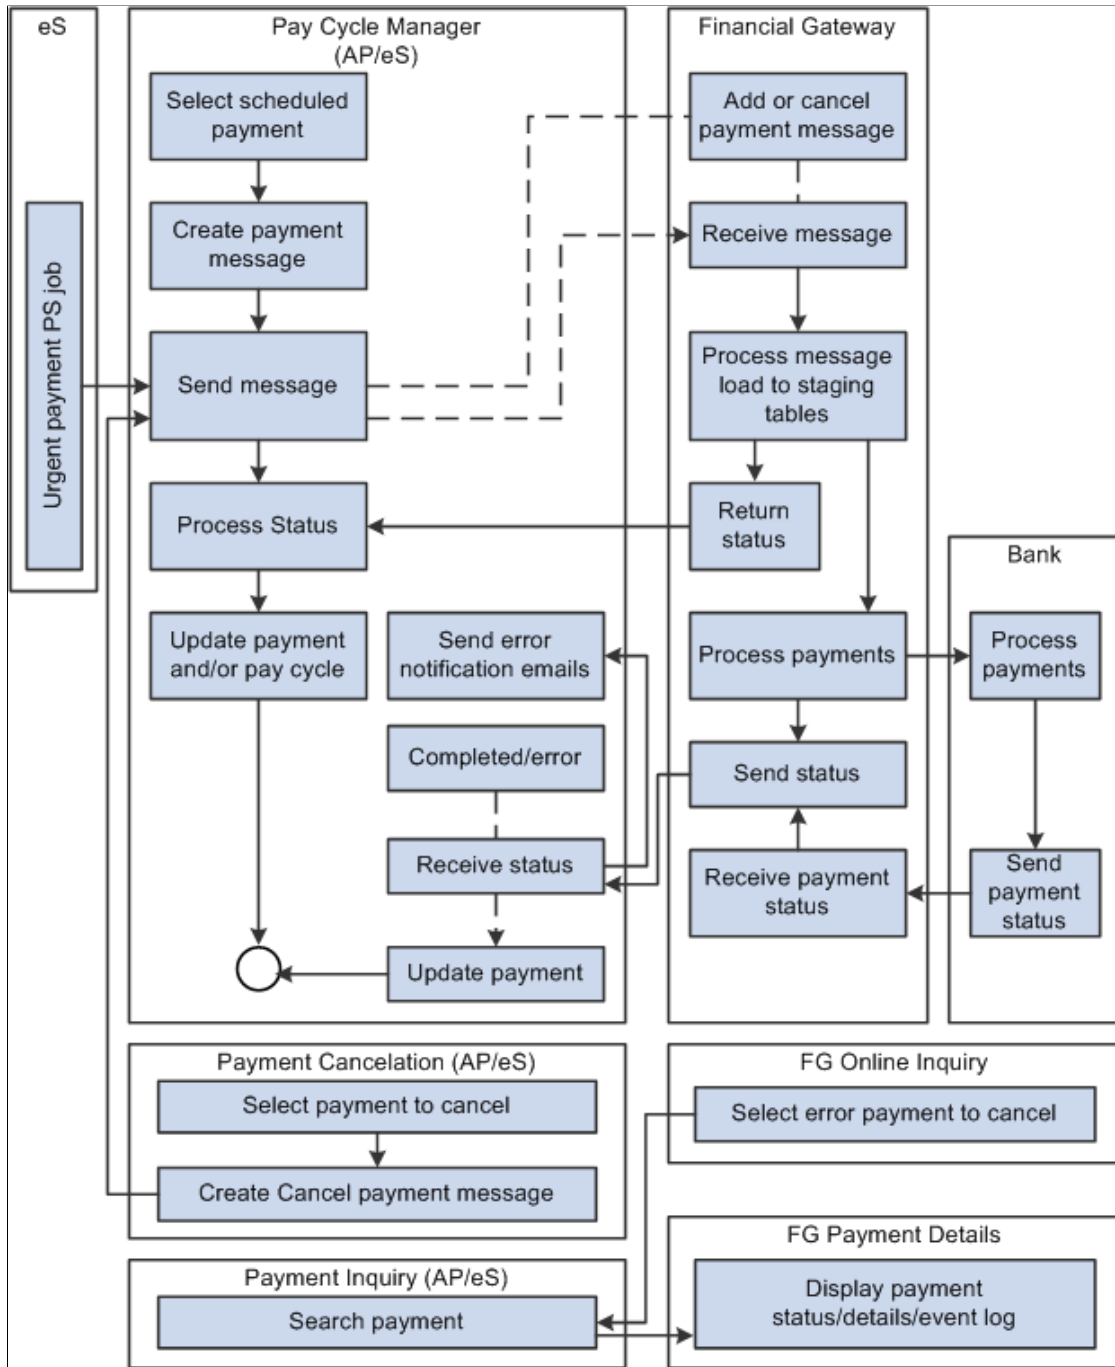 eS
Urgent payment PS job
Pay Cycle Manager
(AP/eS)
Select scheduled
payment
Create payment
message
Send message
Process Status
Update payment
and/or pay cycle
Send error
notification emails
Completed/error
Receive status
Update payment
Financial Gateway
Add or cancel
payment message
Receive message
Process message
load to staging
tables
Return
status
Process payments
Send status
Receive payment
status
Bank
Process
payments
Send
payment
status
Payment Cancelation (AP/eS)
Select payment to cancel
Create Cancel payment message
FG Online Inquiry
Select error payment to cancel
Payment Inquiry (AP/eS)
Search payment
FG Payment Details
Display payment
status/details/event log